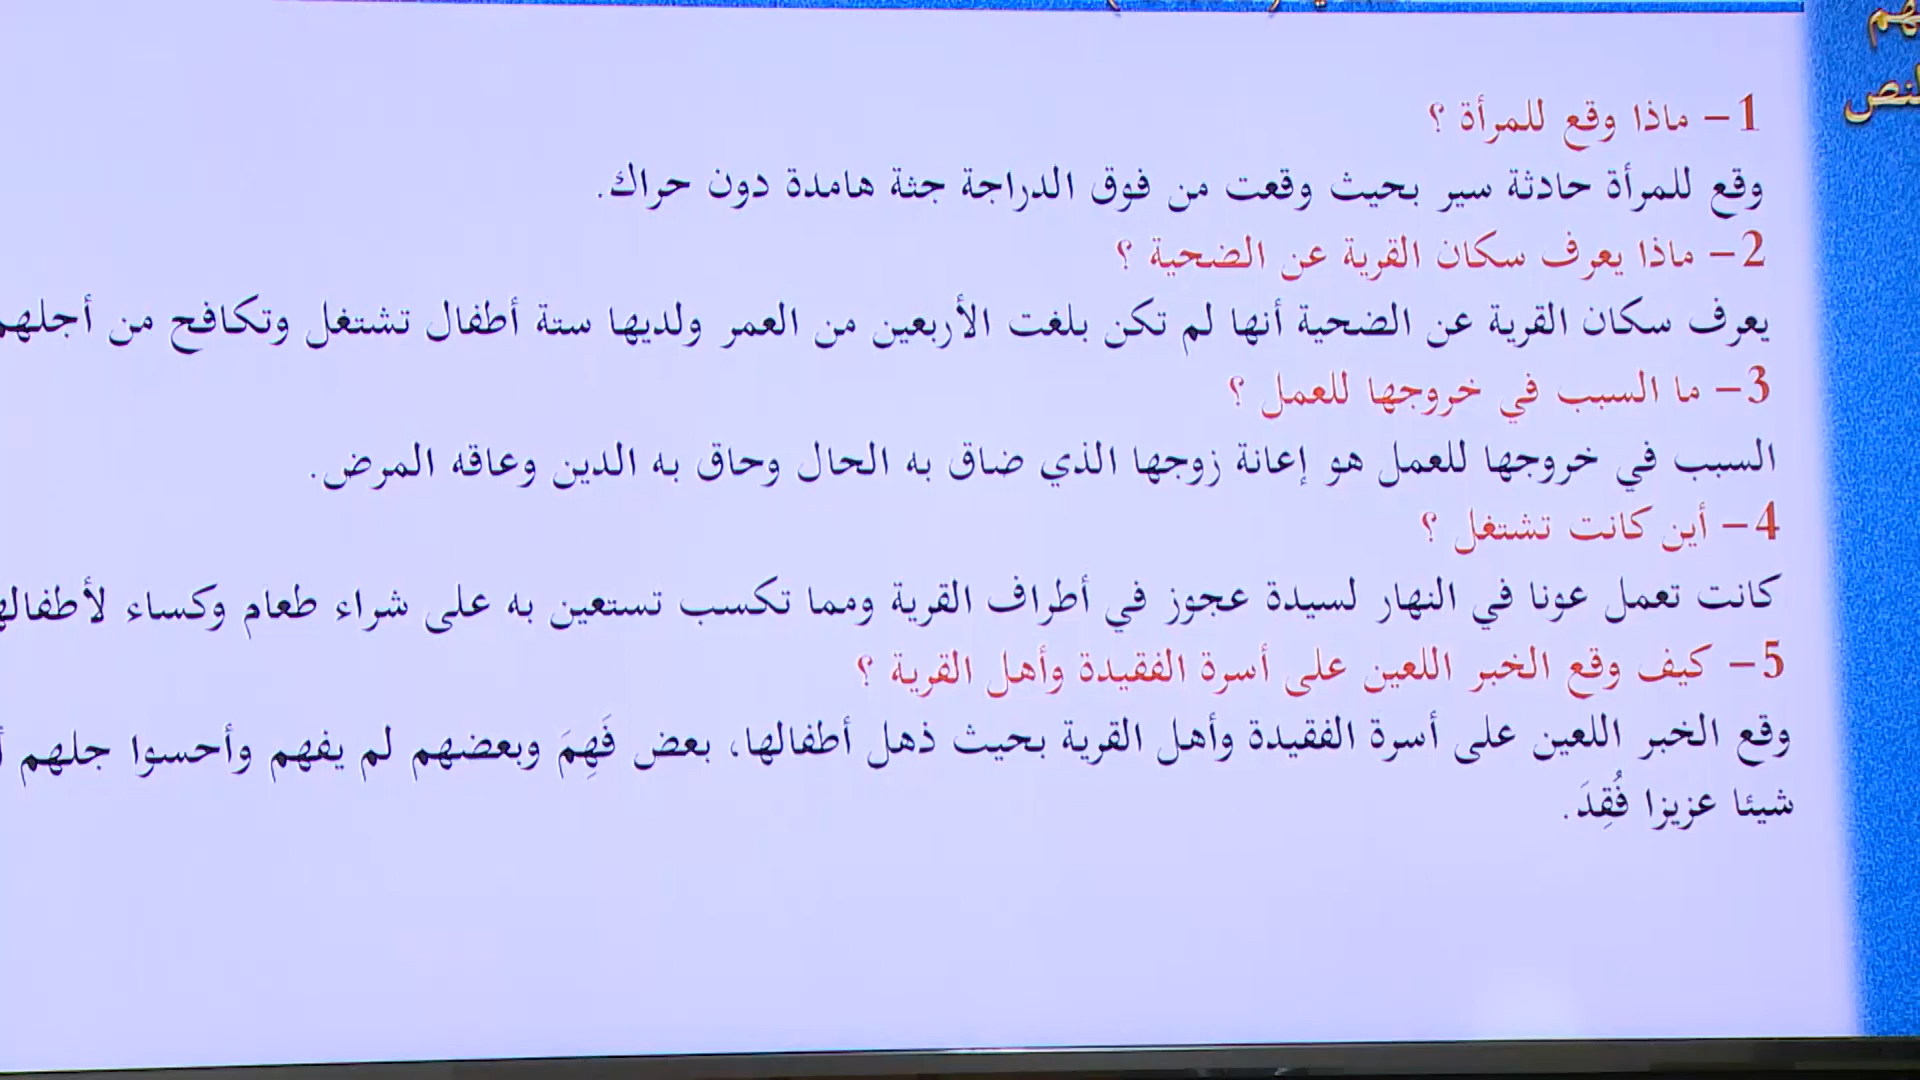 1- ماذا وقع للمرأة ؟
وقع للمرأة حادثة سير بحيث وقعت من فوق الدراجة جثة هامدة دون حراك.
2- ماذا يعرف سكان القرية عن الضحية ؟
يعرف سكان القرية عن الضحية أنها لم تكن بلغت الأربعين من العمر ولديها ستة أطفال تشتغل وتكافح من أجلهم
3- ما السبب في خروجها للعمل ؟
السبب في خروجها للعمل هو إعانة زوجها الذي ضاق به الحال وحاق به الدين وعاقه المرض.
4- أين كانت تشتغل ؟
كانت تعمل عونا في النهار لسيدة عجوز في أطراف القرية ومما تكسب تستعين به على شراء طعام وكساء
5- كيف وقع الخبر اللعين على أسرة الفقيدة وأهل القرية ؟
وقع الخبر اللعين على أسرة الفقيدة وأهل القرية بحيث ذهل أطفالها، بعض فَهِمَ وبعضهم لم يفهم وأحسوا جلهم
شيئا عزيزا فُقِدَ.